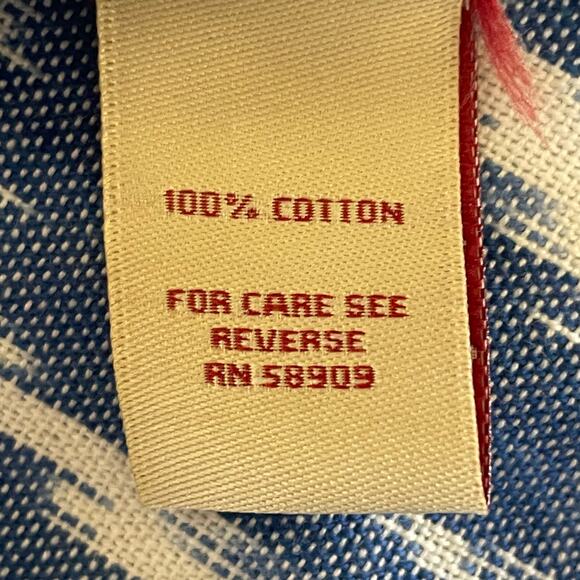 100% COTTON
FOR CARE SEE
REVERSE
RN 58909